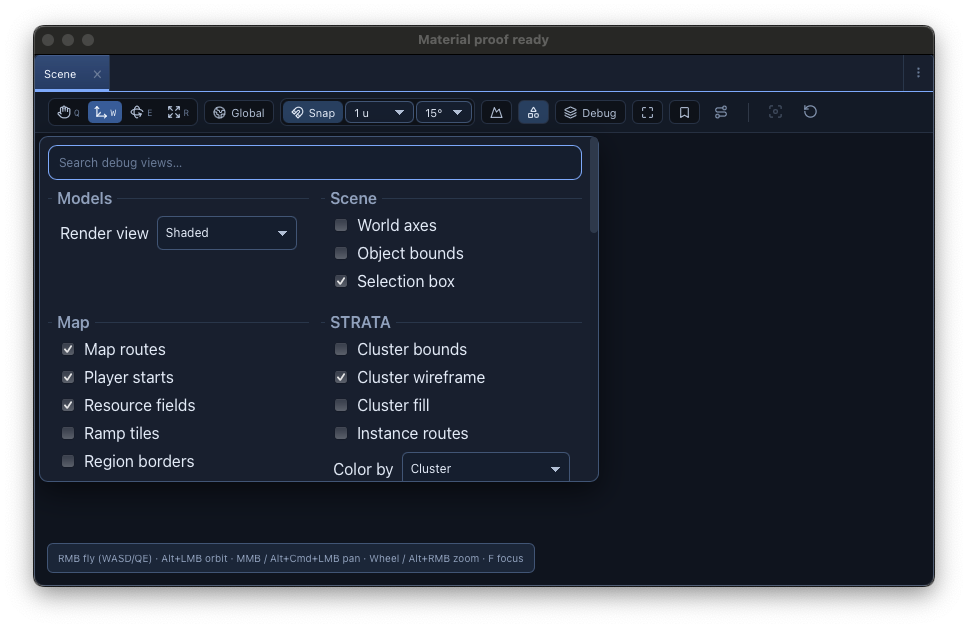 Material proof ready
Scene
Q W E R Global Snap 1 u 15° Debug
Search debug views...
Models
Render view Shaded
Scene
World axes
Object bounds
Selection box
Map
Map routes
Player starts
Resource fields
Ramp tiles
Region borders
STRATA
Cluster bounds
Cluster wireframe
Cluster fill
Instance routes
Color by Cluster
RMB fly (WASD/QE) · Alt+LMB orbit · MMB / Alt+Cmd+LMB pan · Wheel / Alt+RMB zoom · F focus